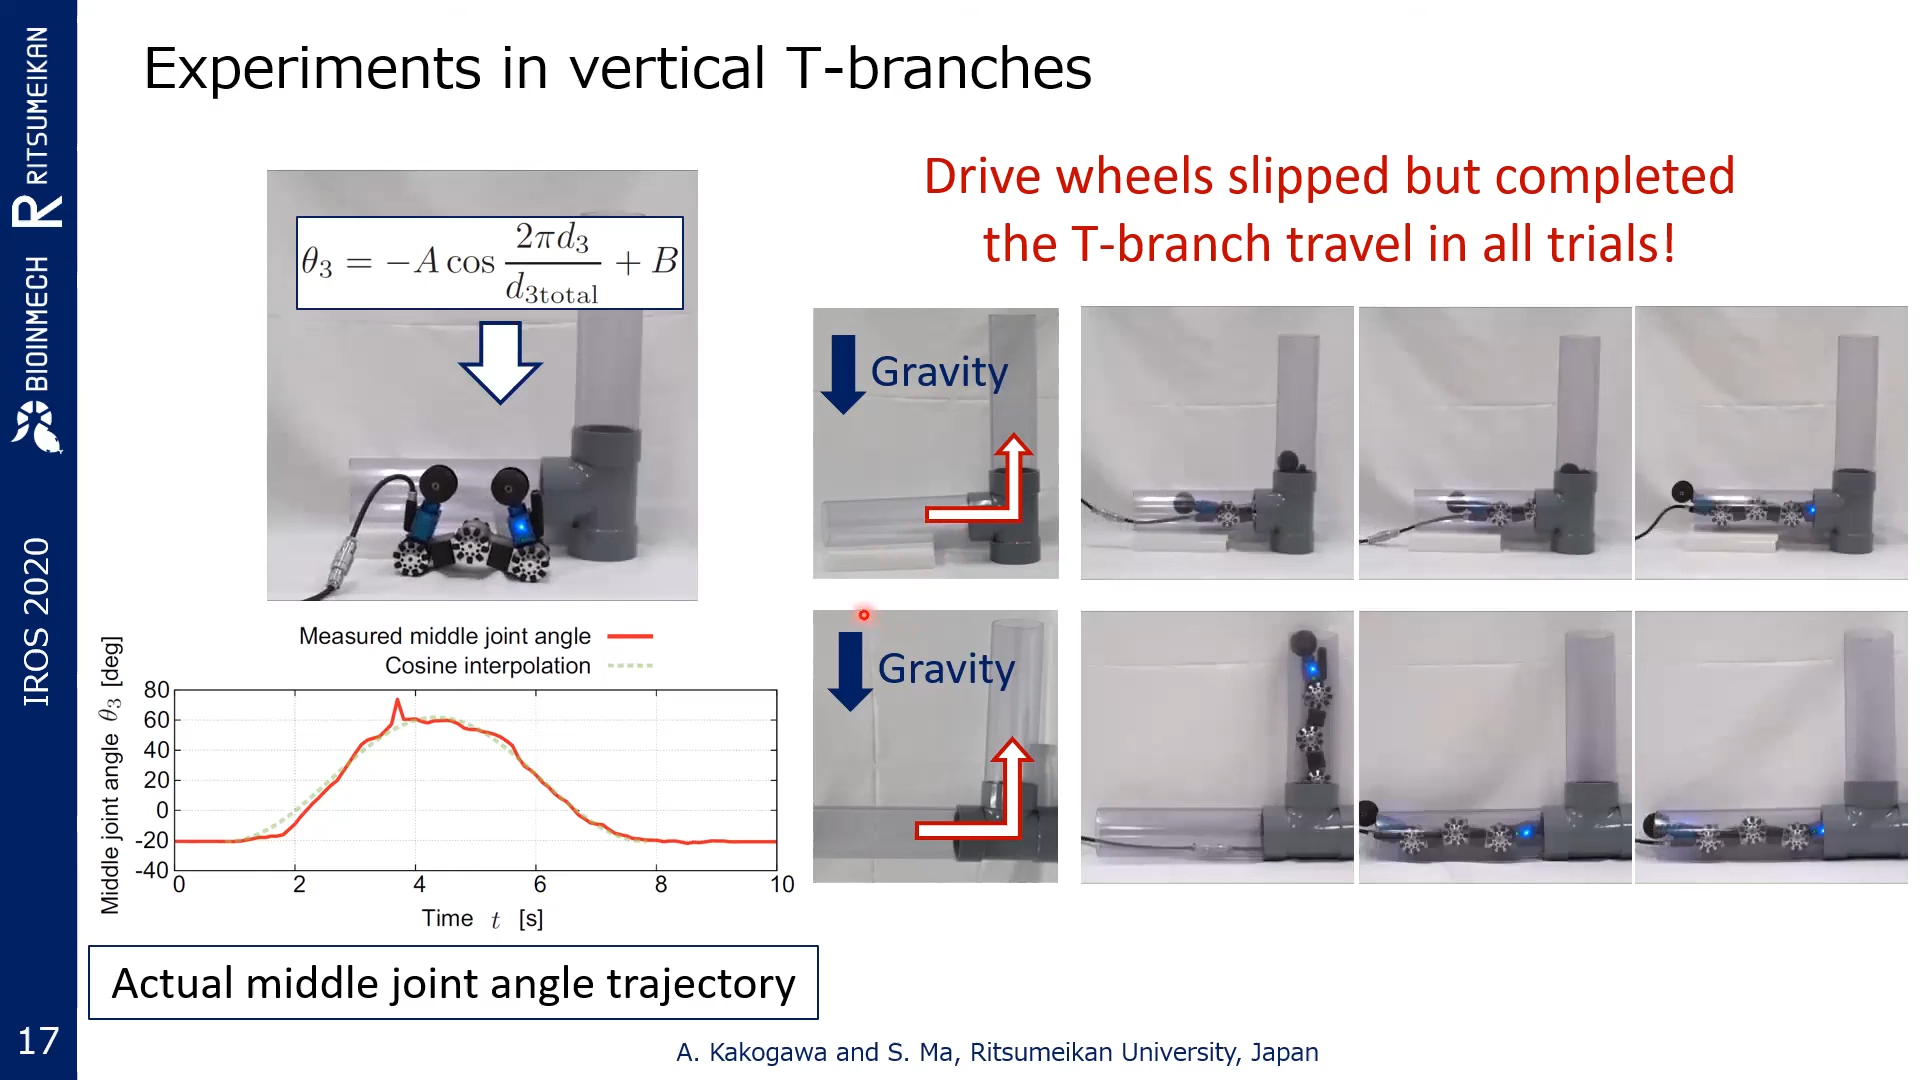 Experiments in vertical T-branches
RITSUMEIKAN
BIOINMECH
IROS 2020
17
θ₃ = −A cos 2πd₃ / d₃total + B
Drive wheels slipped but completed
the T-branch travel in all trials!
Gravity
Gravity
Measured middle joint angle
Cosine interpolation
Middle joint angle θ₃ [deg]
80
60
40
20
0
-20
-40
0 2 4 6 8 10
Time t [s]
Actual middle joint angle trajectory
A. Kakogawa and S. Ma, Ritsumeikan University, Japan